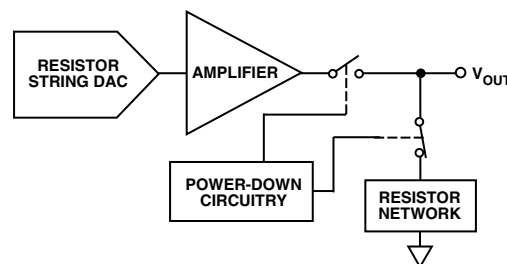 RESISTOR
STRING DAC
AMPLIFIER
VOUT
POWER-DOWN
CIRCUITRY
RESISTOR
NETWORK